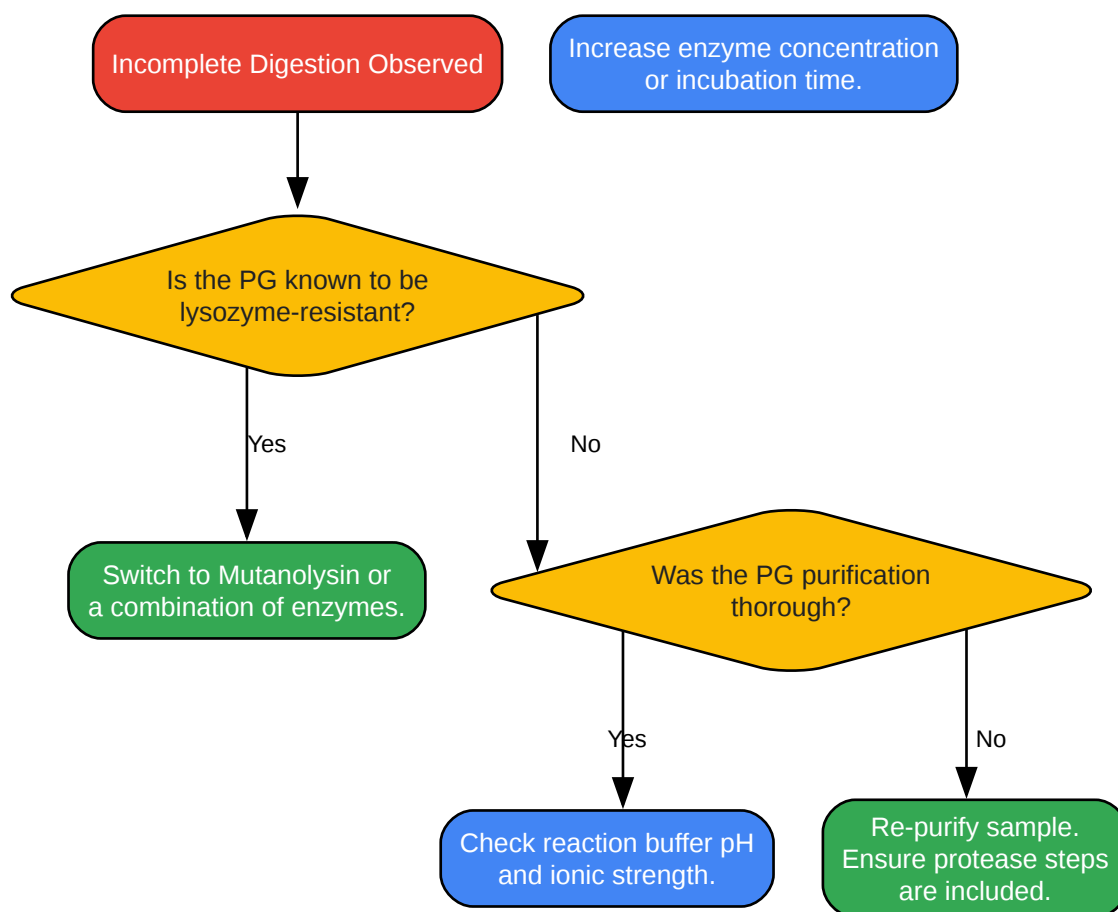 Incomplete Digestion Observed
Increase enzyme concentration
or incubation time.
Is the PG known to be
lysozyme-resistant?
Yes
No
Switch to Mutanolysin or
a combination of enzymes.
Was the PG purification
thorough?
Yes
No
Check reaction buffer pH
and ionic strength.
Re-purify sample.
Ensure protease steps
are included.